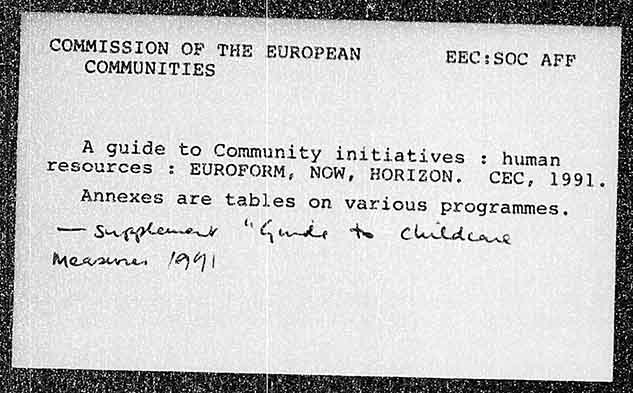 COMMISSION OF THE EUROPEAN EEC:SOC AFF
COMMUNITIES
A guide to Community initiatives : human
resources : EUROFORM, NOW, HORIZON. CEC, 1991.
Annexes are tables on various programmes.
— Supplement "Guide to childcare
Measures 1991